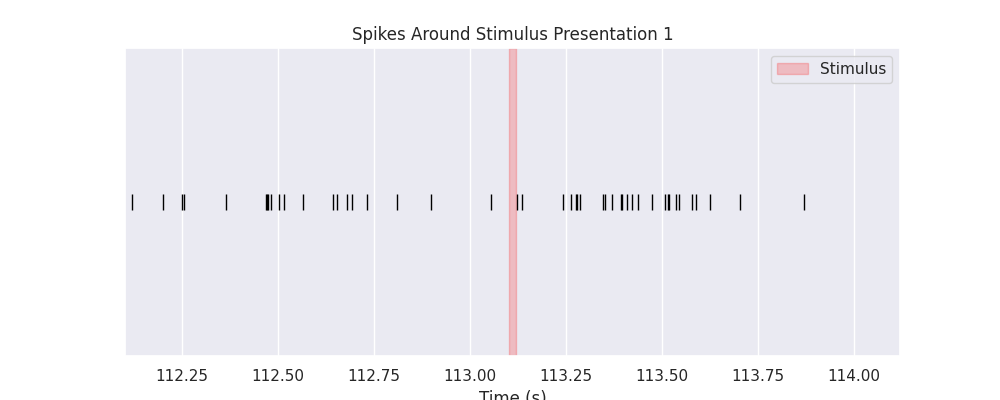 Spikes Around Stimulus Presentation 1
Stimulus
112.25 112.50 112.75 113.00 113.25 113.50 113.75 114.00
Time (s)